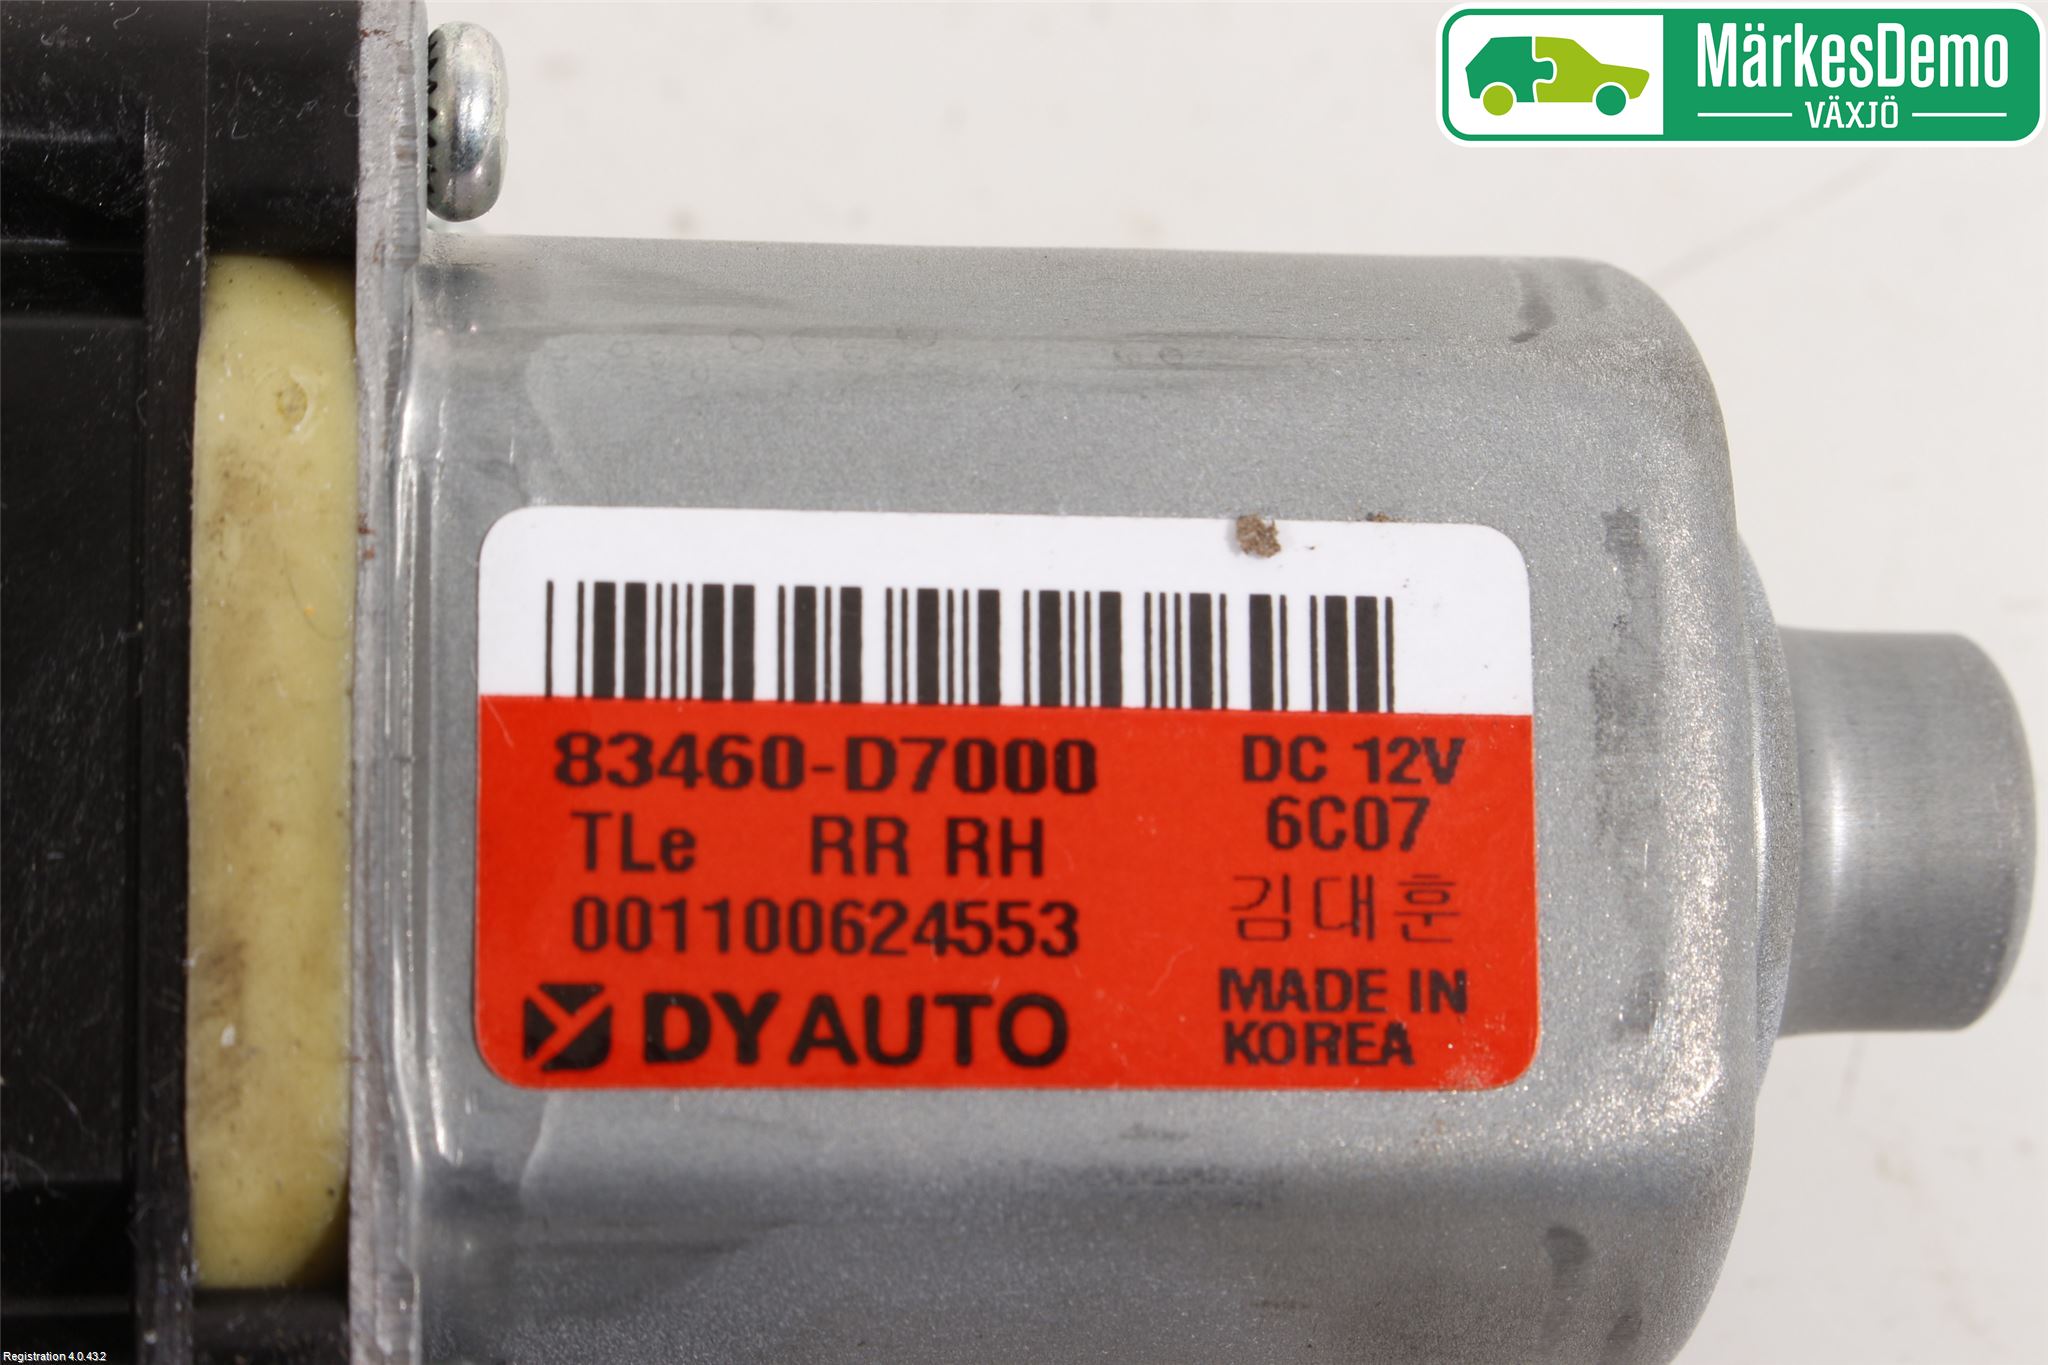 MärkesDemo
VÄXJÖ
83460-D7000
DC 12V
TLe RR RH
6C07
001100624553
김대훈
DY AUTO
MADE IN
KOREA
Registration 4.0.43.2